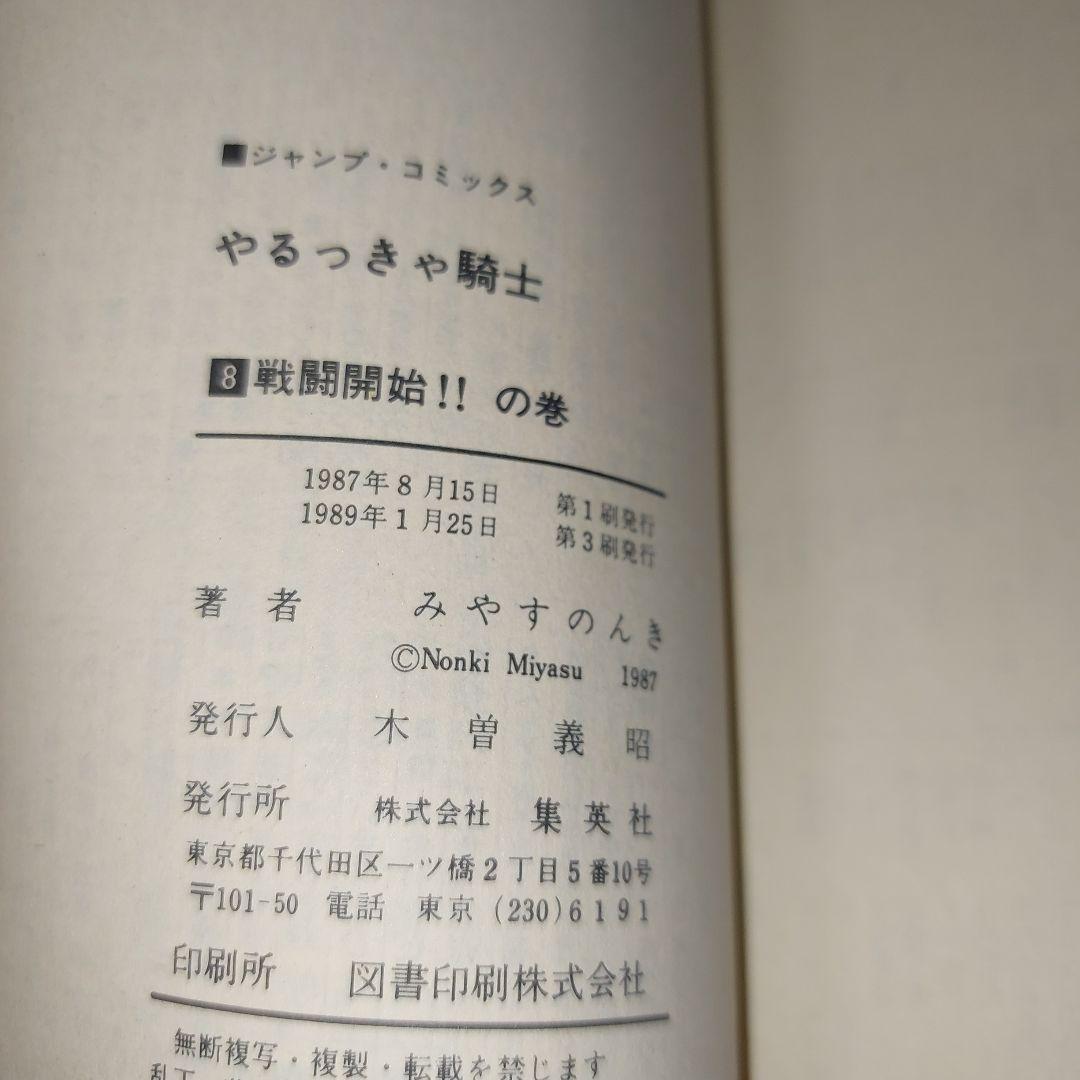 ■ジャンプ・コミックス
やるっきゃ騎士
8 戦闘開始!! の巻
1987年8月15日 第1刷発行
1989年1月25日 第3刷発行
著者 みやすのんき
©Nonki Miyasu 1987
発行人 木曽義昭
発行所 株式会社 集英社
東京都千代田区一ツ橋2丁目5番10号
〒101-50 電話 東京 (230)6191
印刷所 図書印刷株式会社
無断複写・複製・転載を禁じます
乱丁